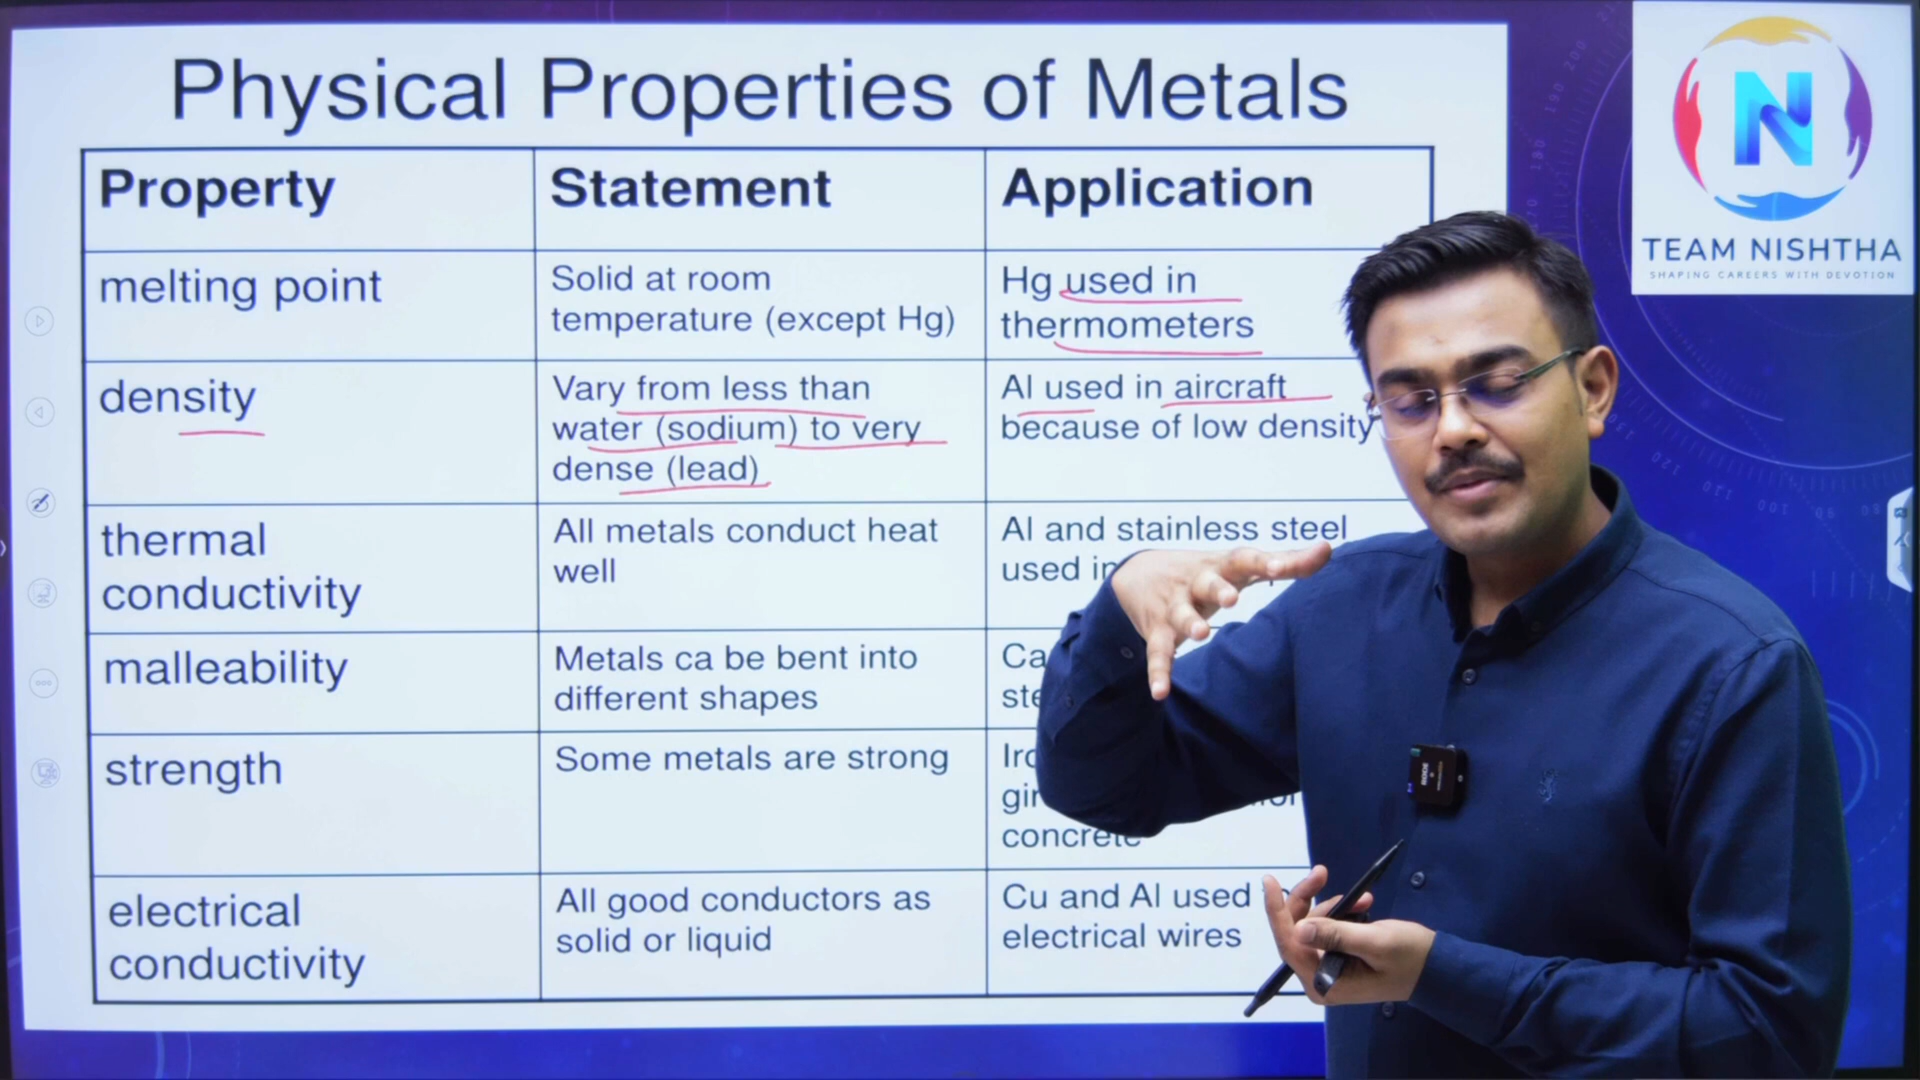 Physical Properties of Metals
Property
Statement
Application
melting point
Solid at room
temperature (except Hg)
Hg used in
thermometers
density
Vary from less than
water (sodium) to very
dense (lead)
Al used in aircraft
because of low density
thermal
conductivity
All metals conduct heat
well
Al and stainless steel
used in
malleability
Metals ca be bent into
different shapes
strength
Some metals are strong
concrete
electrical
conductivity
All good conductors as
solid or liquid
Cu and Al used
electrical wires
N
TEAM NISHTHA
SHAPING CAREERS WITH DEVOTION
RODE